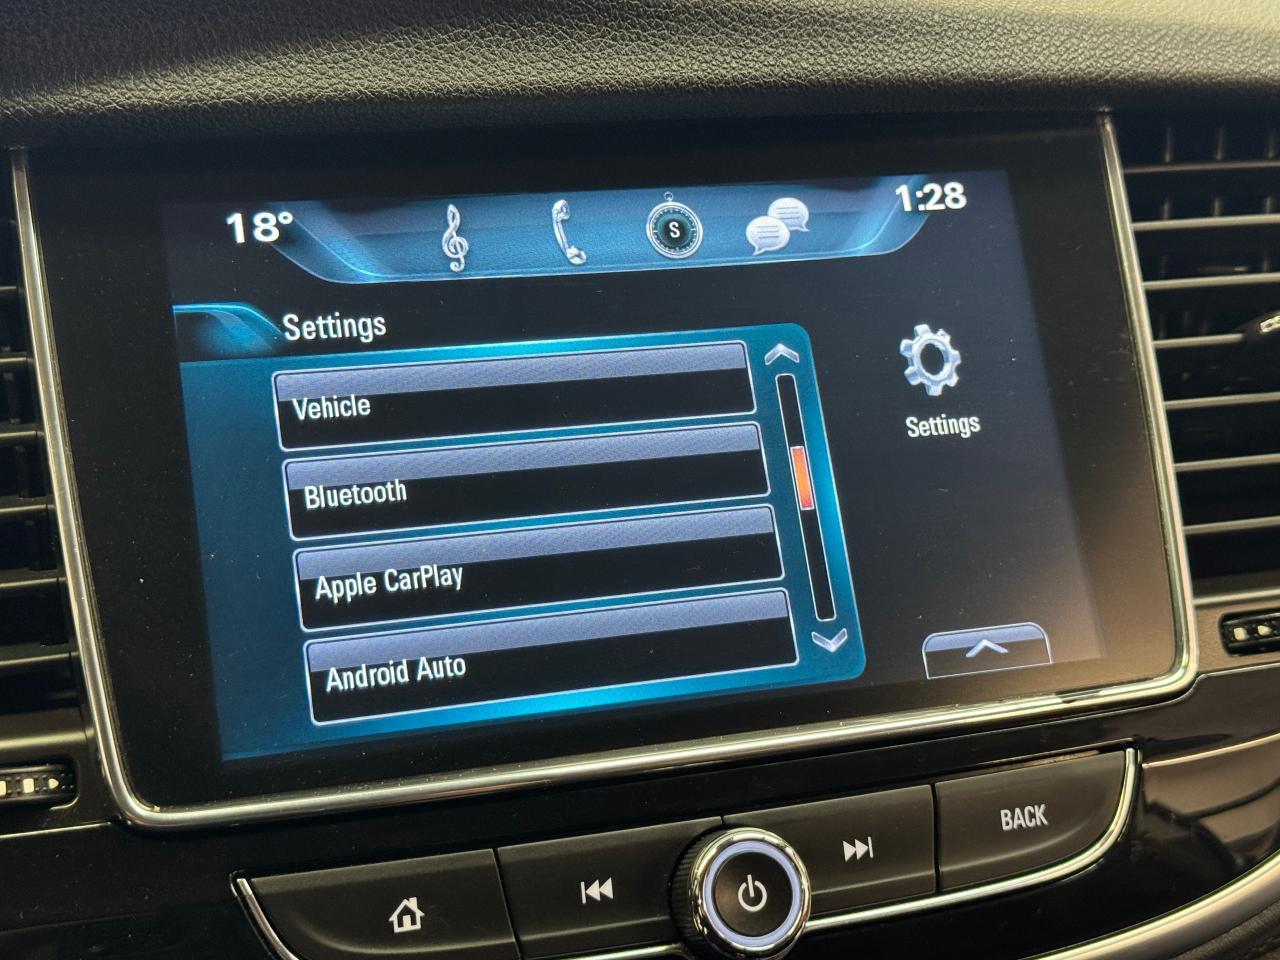 18°
S
1:28
Settings
Vehicle
Bluetooth
Apple CarPlay
Android Auto
Settings
BACK